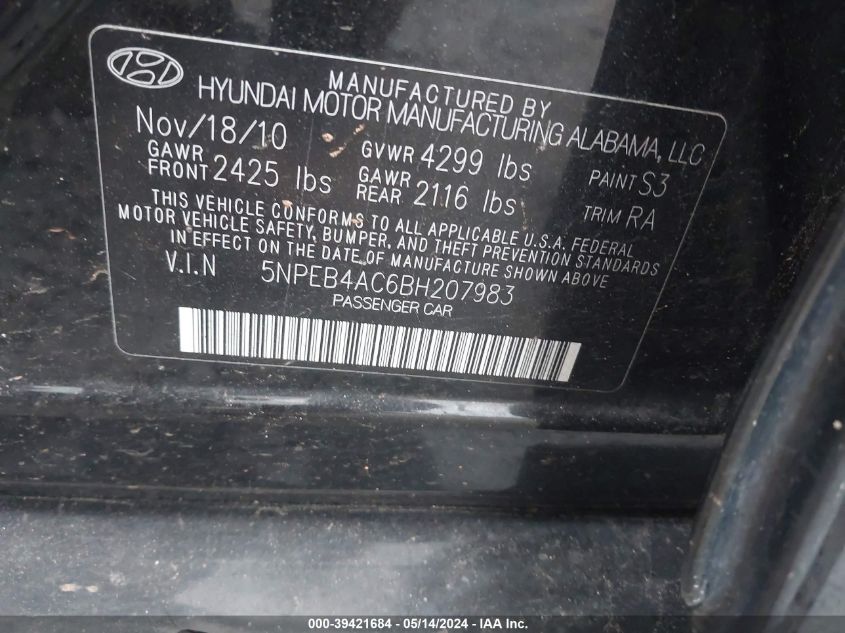 MANUFACTURED BY
HYUNDAI MOTOR MANUFACTURING ALABAMA, LLC
Nov/18/10 GVWR 4299 lbs PAINT S3
GAWR FRONT 2425 lbs GAWR REAR 2116 lbs TRIM RA
THIS VEHICLE CONFORMS TO ALL APPLICABLE U.S.A. FEDERAL
MOTOR VEHICLE SAFETY, BUMPER, AND THEFT PREVENTION STANDARDS
IN EFFECT ON THE DATE OF MANUFACTURE SHOWN ABOVE
V.I.N 5NPEB4AC6BH207983
PASSENGER CAR
000-39421684 - 05/14/2024 - IAA Inc.